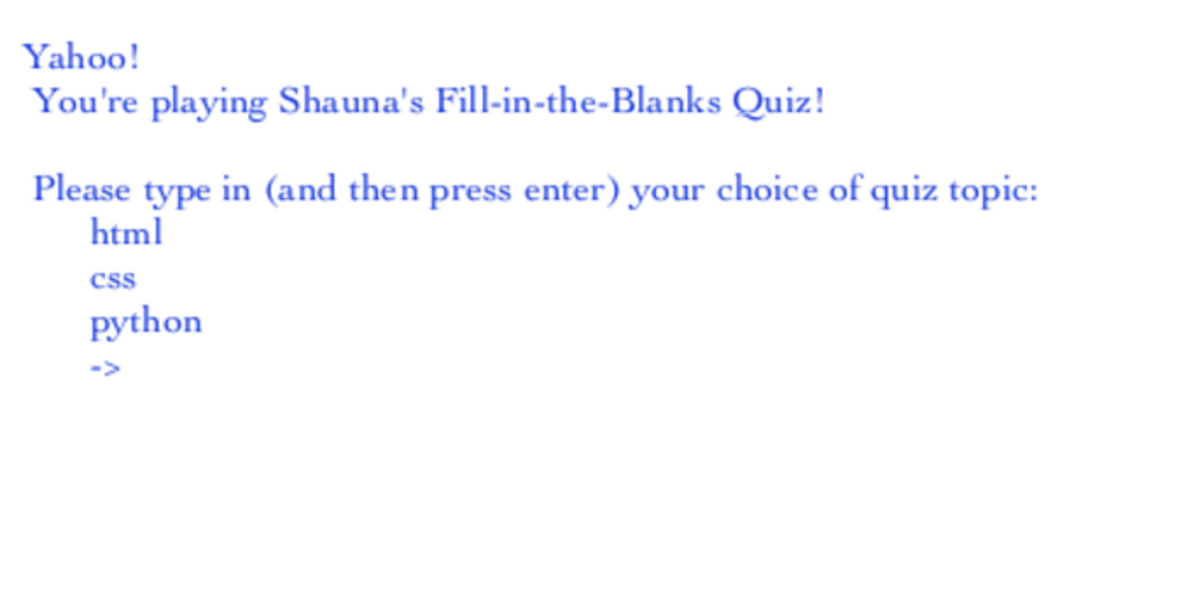 Yahoo!
You're playing Shauna's Fill-in-the-Blanks Quiz!
Please type in (and then press enter) your choice of quiz topic:
html
css
python
->